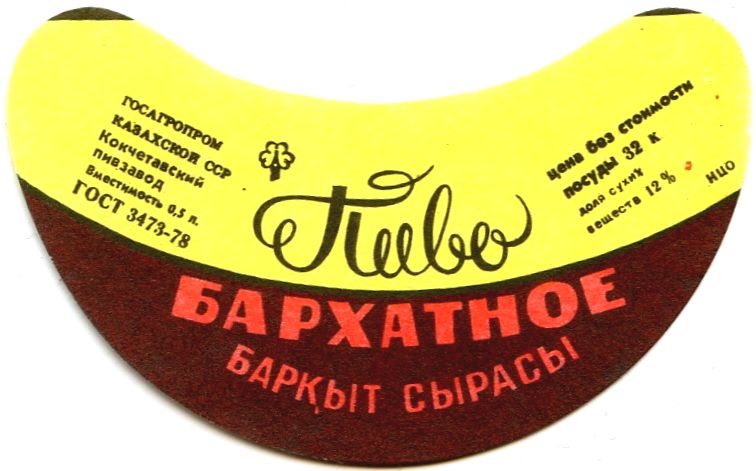 ГОСАГРОПРОМ
КАЗАХСКОЙ ССР
Кокчетавский
пивзавод
Вместимость 0,5 л.
ГОСТ 3473-78
Пиво
цена без стоимости
посуды 32 к
доля сухих
веществ 12%
НЦО
БАРХАТНОЕ
БАРҚЫТ СЫРАСЫ